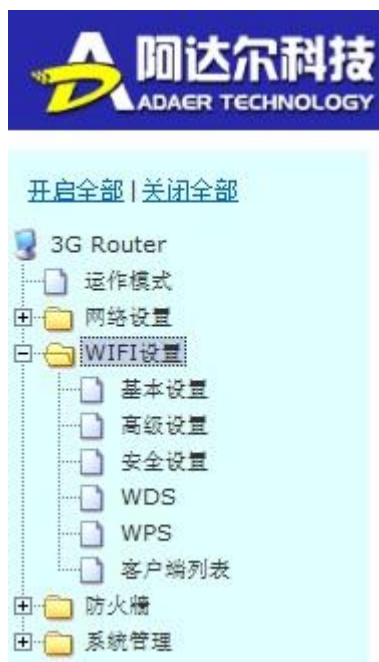 阿达尔科技
ADAER TECHNOLOGY
开启全部 | 关闭全部
3G Router
运作模式
网络设置
WIFI设置
基本设置
高级设置
安全设置
WDS
WPS
客户端列表
防火墙
系统管理